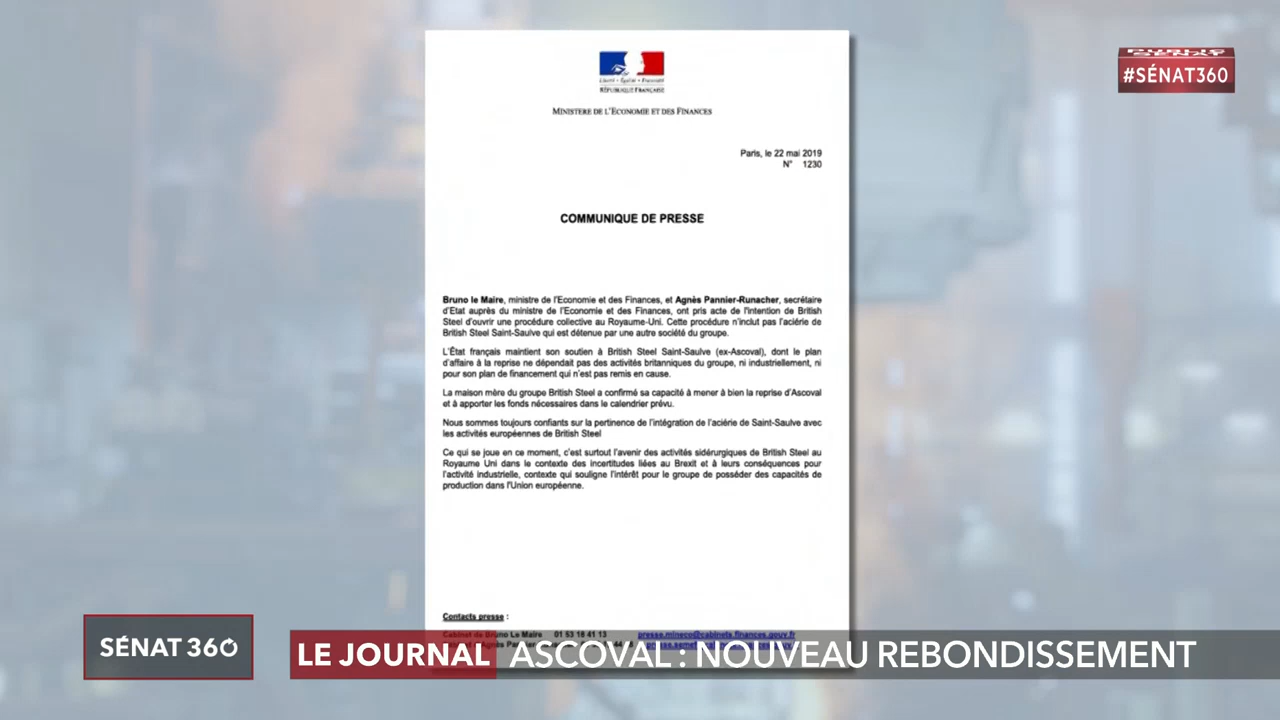 PUBLIC SENAT
#SÉNAT360
Liberté • Égalité • Fraternité
RÉPUBLIQUE FRANÇAISE
MINISTERE DE L'ECONOMIE ET DES FINANCES
Paris, le 22 mai 2019
N° 1230
COMMUNIQUE DE PRESSE
Bruno le Maire, ministre de l'Economie et des Finances, et Agnès Pannier-Runacher, secrétaire
d'Etat auprès du ministre de l'Economie et des Finances, ont pris acte de l'intention de British
Steel d'ouvrir une procédure collective au Royaume-Uni. Cette procédure n'inclut pas l'aciérie de
British Steel Saint-Saulve qui est détenue par une autre société du groupe.
L'État français maintient son soutien à British Steel Saint-Saulve (ex-Ascoval), dont le plan
d'affaire à la reprise ne dépendait pas des activités britanniques du groupe, ni industriellement, ni
pour son plan de financement qui n'est pas remis en cause.
La maison mère du groupe British Steel a confirmé sa capacité à mener à bien la reprise d'Ascoval
et à apporter les fonds nécessaires dans le calendrier prévu.
Nous sommes toujours confiants sur la pertinence de l'intégration de l'aciérie de Saint-Saulve avec
les activités européennes de British Steel
Ce qui se joue en ce moment, c'est surtout l'avenir des activités sidérurgiques de British Steel au
Royaume Uni dans le contexte des incertitudes liées au Brexit et à leurs conséquences pour
l'activité industrielle, contexte qui souligne l'intérêt pour le groupe de posséder des capacités de
production dans l'Union européenne.
Contacts presse :
Cabinet de Bruno Le Maire 01 53 18 41 13 presse.mineco@cabinets.finances.gouv.fr
SÉNAT 360
LE JOURNAL ASCOVAL : NOUVEAU REBONDISSEMENT